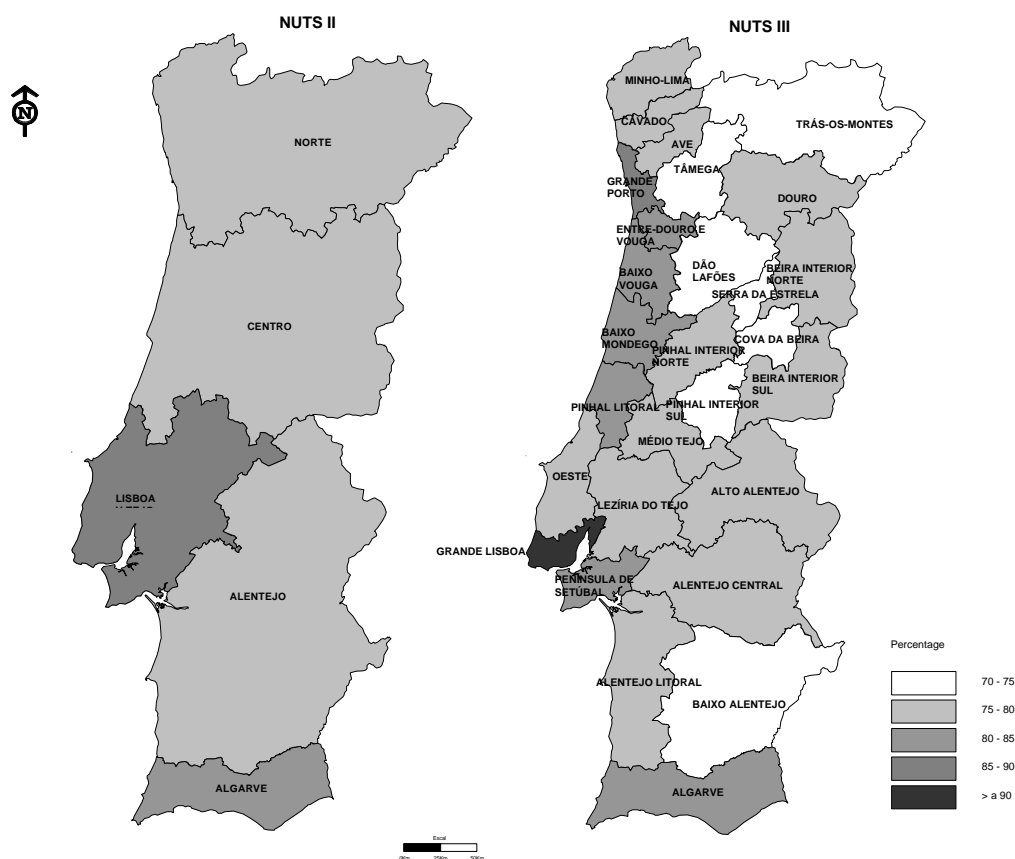 NUTS II
NUTS III
N
NORTE
CENTRO
LISBOA
ALENTEJO
ALGARVE
MINHO-LIMA
CÁVADO
AVE
TRÁS-OS-MONTES
TÂMEGA
GRANDE
PORTO
DOURO
ENTRE-DOURO E
VOUGA
BAIXO
VOUGA
DÃO
LAFÕES
BEIRA INTERIOR
NORTE
SERRA DA ESTRELA
BAIXO
MONDEGO
PINHAL INTERIOR
NORTE
COVA DA BEIRA
BEIRA INTERIOR
SUL
PINHAL LITORAL
PINHAL INTERIOR
SUL
MÉDIO TEJO
OESTE
LEZÍRIA DO TEJO
ALTO ALENTEJO
GRANDE LISBOA
PENÍNSULA DE
SETÚBAL
ALENTEJO CENTRAL
ALENTEJO LITORAL
BAIXO ALENTEJO
ALGARVE
Percentage
70 - 75
75 - 80
80 - 85
85 - 90
> a 90
Escal
0Km 25Km 50Km